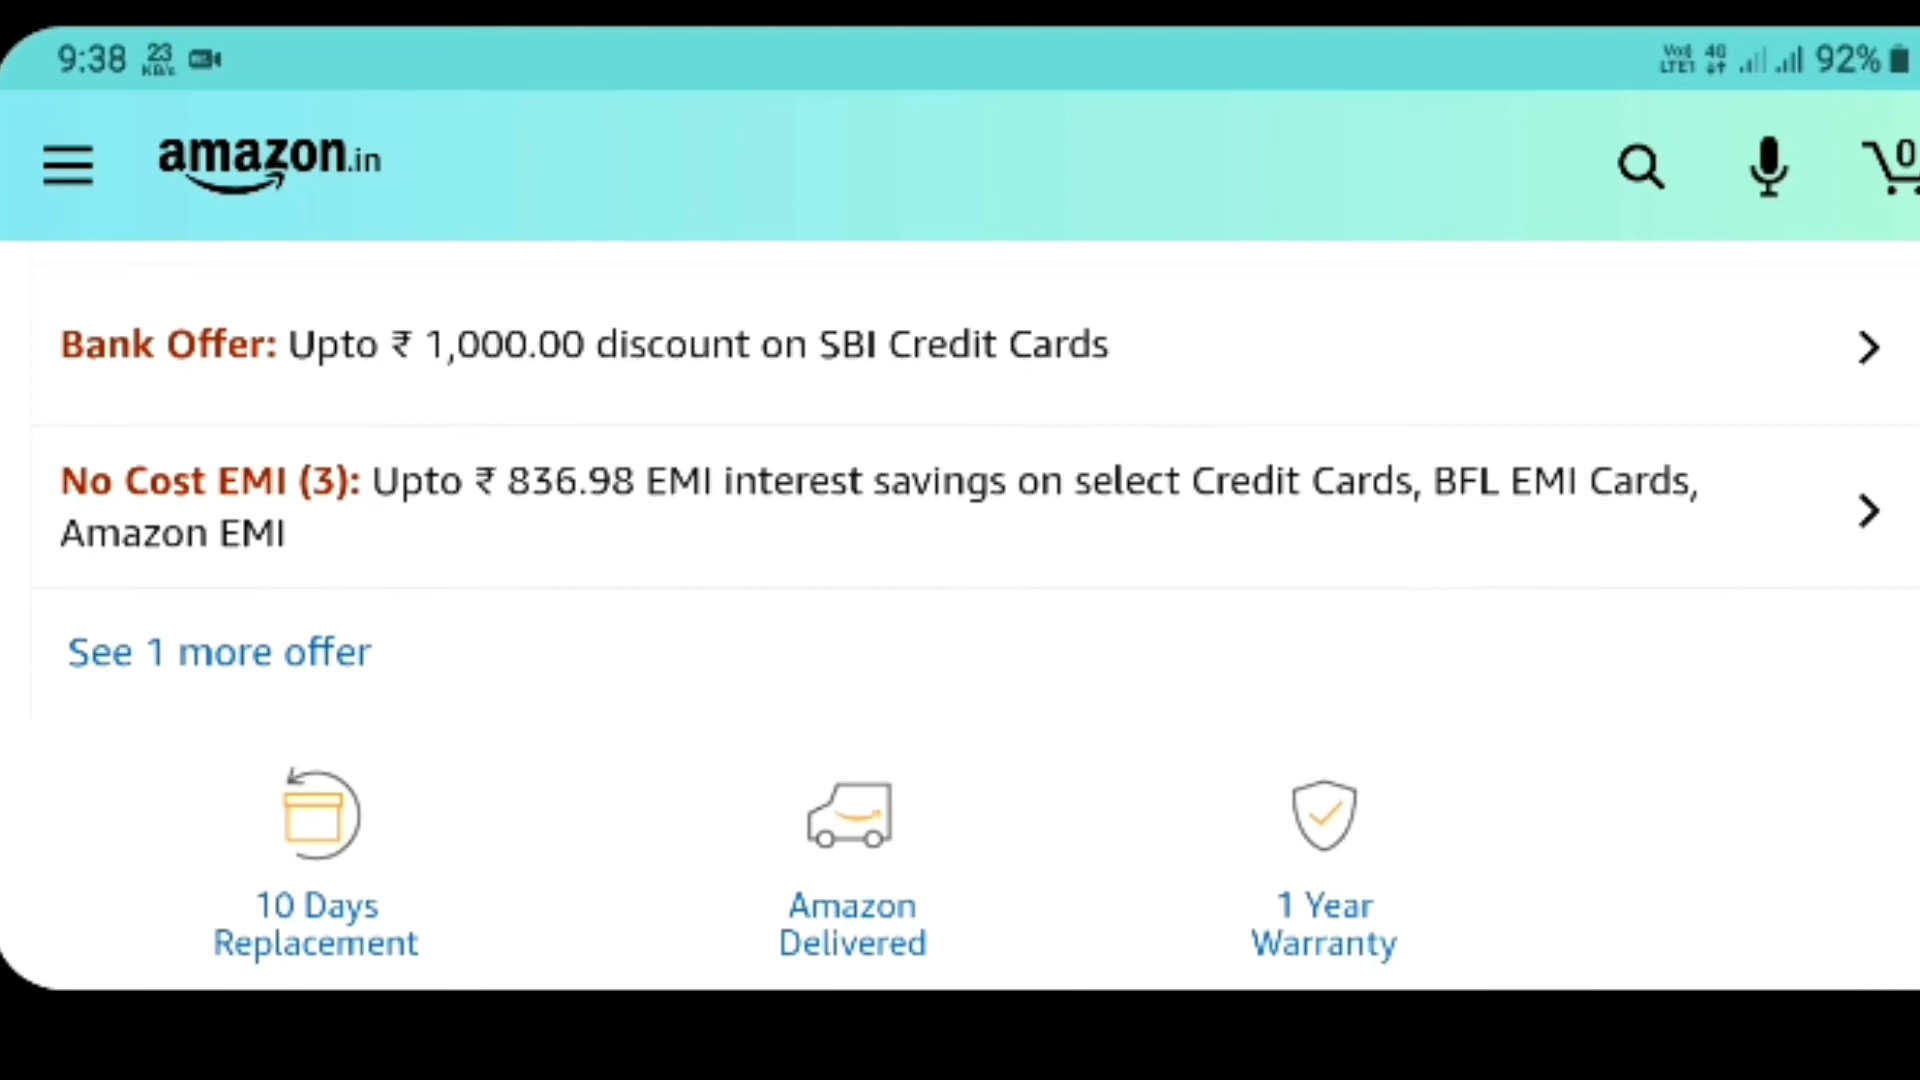 9:38 23 KB/s 92%
amazon.in 0
Bank Offer: Upto ₹ 1,000.00 discount on SBI Credit Cards
No Cost EMI (3): Upto ₹ 836.98 EMI interest savings on select Credit Cards, BFL EMI Cards,
Amazon EMI
See 1 more offer
10 Days Amazon 1 Year
Replacement Delivered Warranty